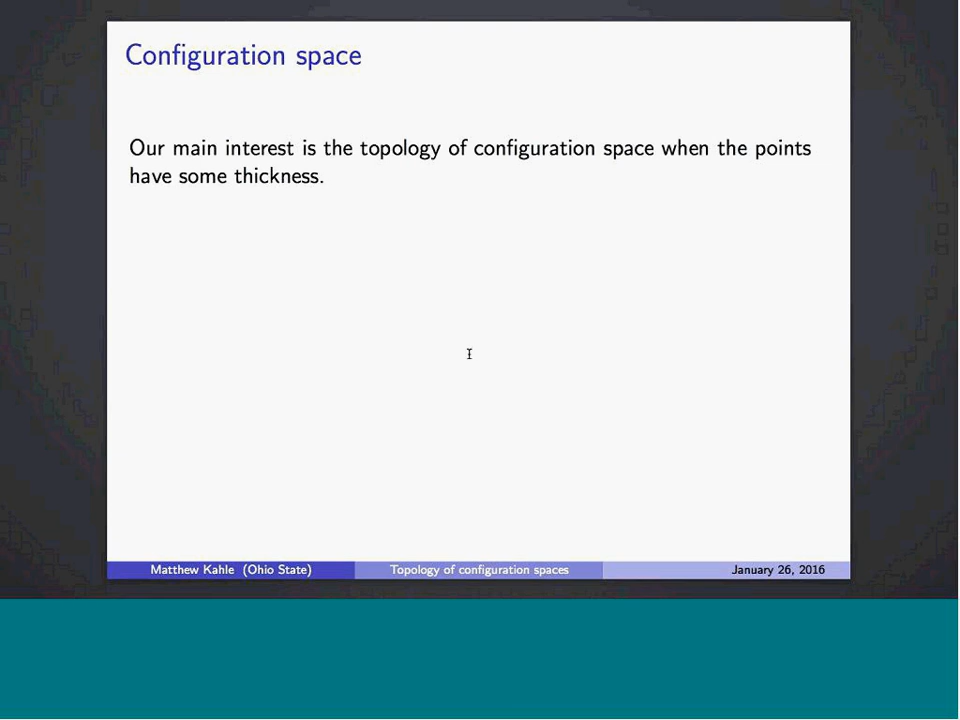 Configuration space
Our main interest is the topology of configuration space when the points
have some thickness.
Matthew Kahle (Ohio State) Topology of configuration spaces January 26, 2016